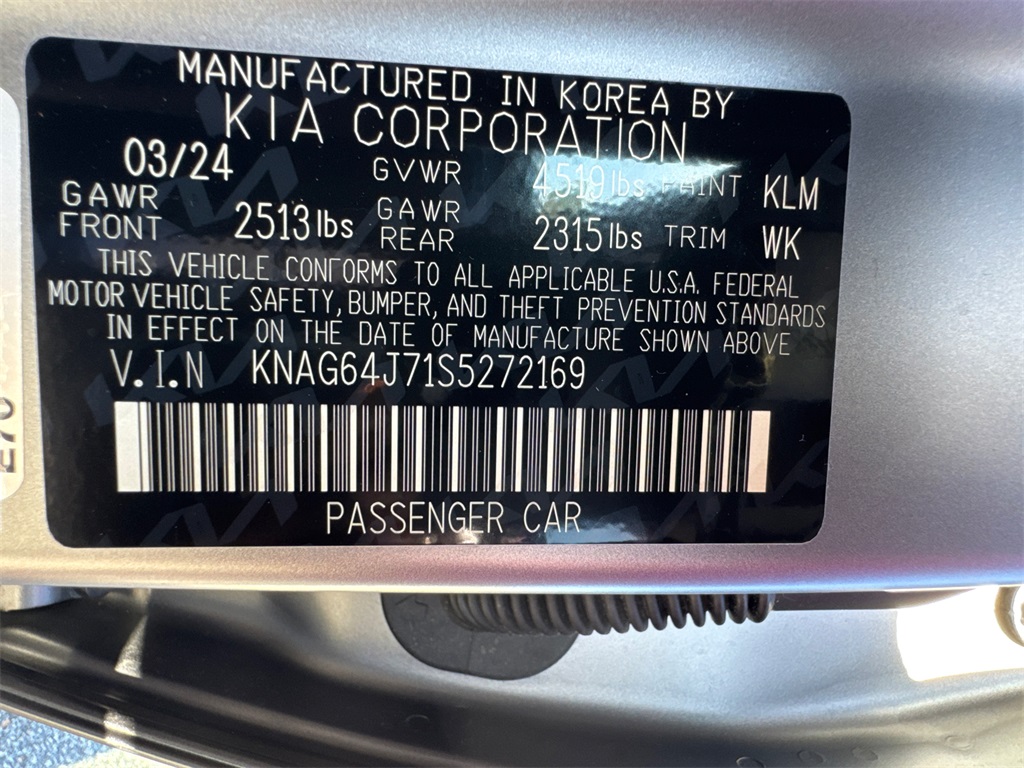 MANUFACTURED IN KOREA BY
KIA CORPORATION
03/24 GVWR 4519 lbs PAINT KLM
GAWR FRONT 2513 lbs GAWR REAR 2315 lbs TRIM WK
THIS VEHICLE CONFORMS TO ALL APPLICABLE U.S.A. FEDERAL
MOTOR VEHICLE SAFETY, BUMPER, AND THEFT PREVENTION STANDARDS
IN EFFECT ON THE DATE OF MANUFACTURE SHOWN ABOVE
V.I.N KNAG64J71S5272169
PASSENGER CAR